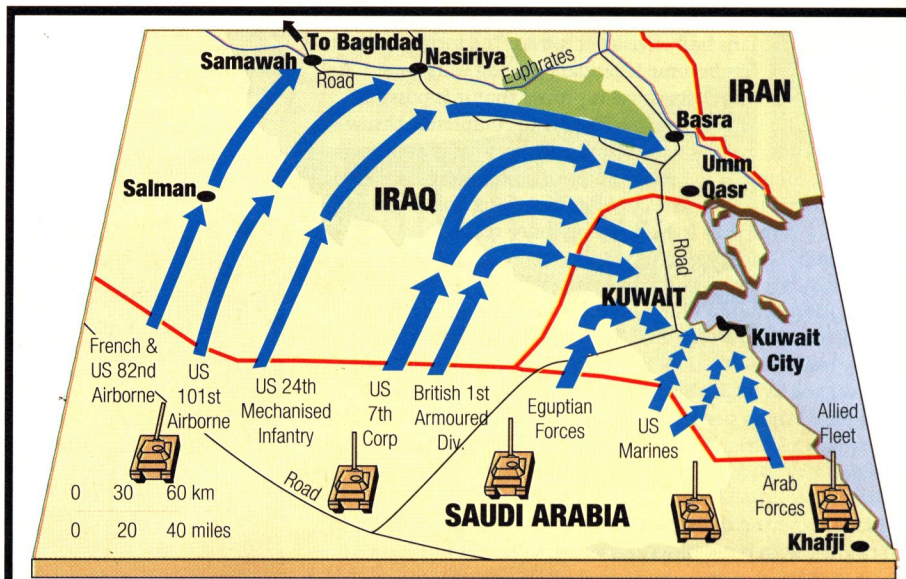 To Baghdad
Samawah
Nasiriya
Road
Euphrates
IRAN
Basra
Umm
Qasr
Salman
IRAQ
Road
KUWAIT
Kuwait
City
French &
US 82nd
Airborne
US
101st
Airborne
US 24th
Mechanised
Infantry
US
7th
Corp
British 1st
Armoured
Div.
Eguptian
Forces
US
Marines
Allied
Fleet
Arab
Forces
0 30 60 km
0 20 40 miles
Road
SAUDI ARABIA
Khafji